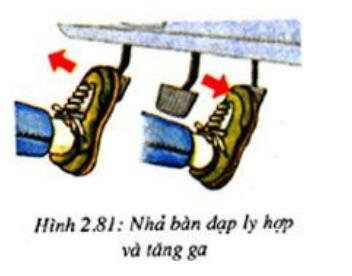 Hình 2.81: Nhả bàn đạp ly hợp
và tăng ga